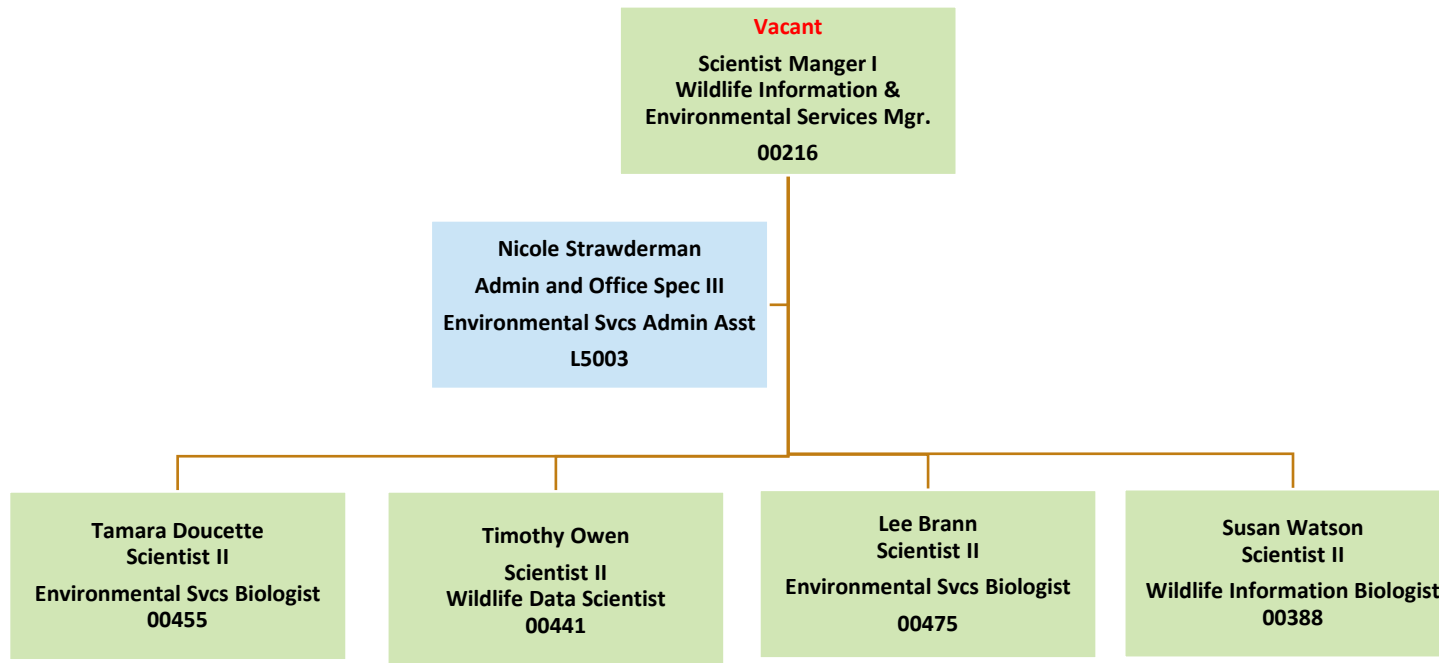 Vacant
Scientist Manger I
Wildlife Information &
Environmental Services Mgr.
00216
Nicole Strawderman
Admin and Office Spec III
Environmental Svcs Admin Asst
L5003
Tamara Doucette
Scientist II
Environmental Svcs Biologist
00455
Timothy Owen
Scientist II
Wildlife Data Scientist
00441
Lee Brann
Scientist II
Environmental Svcs Biologist
00475
Susan Watson
Scientist II
Wildlife Information Biologist
00388